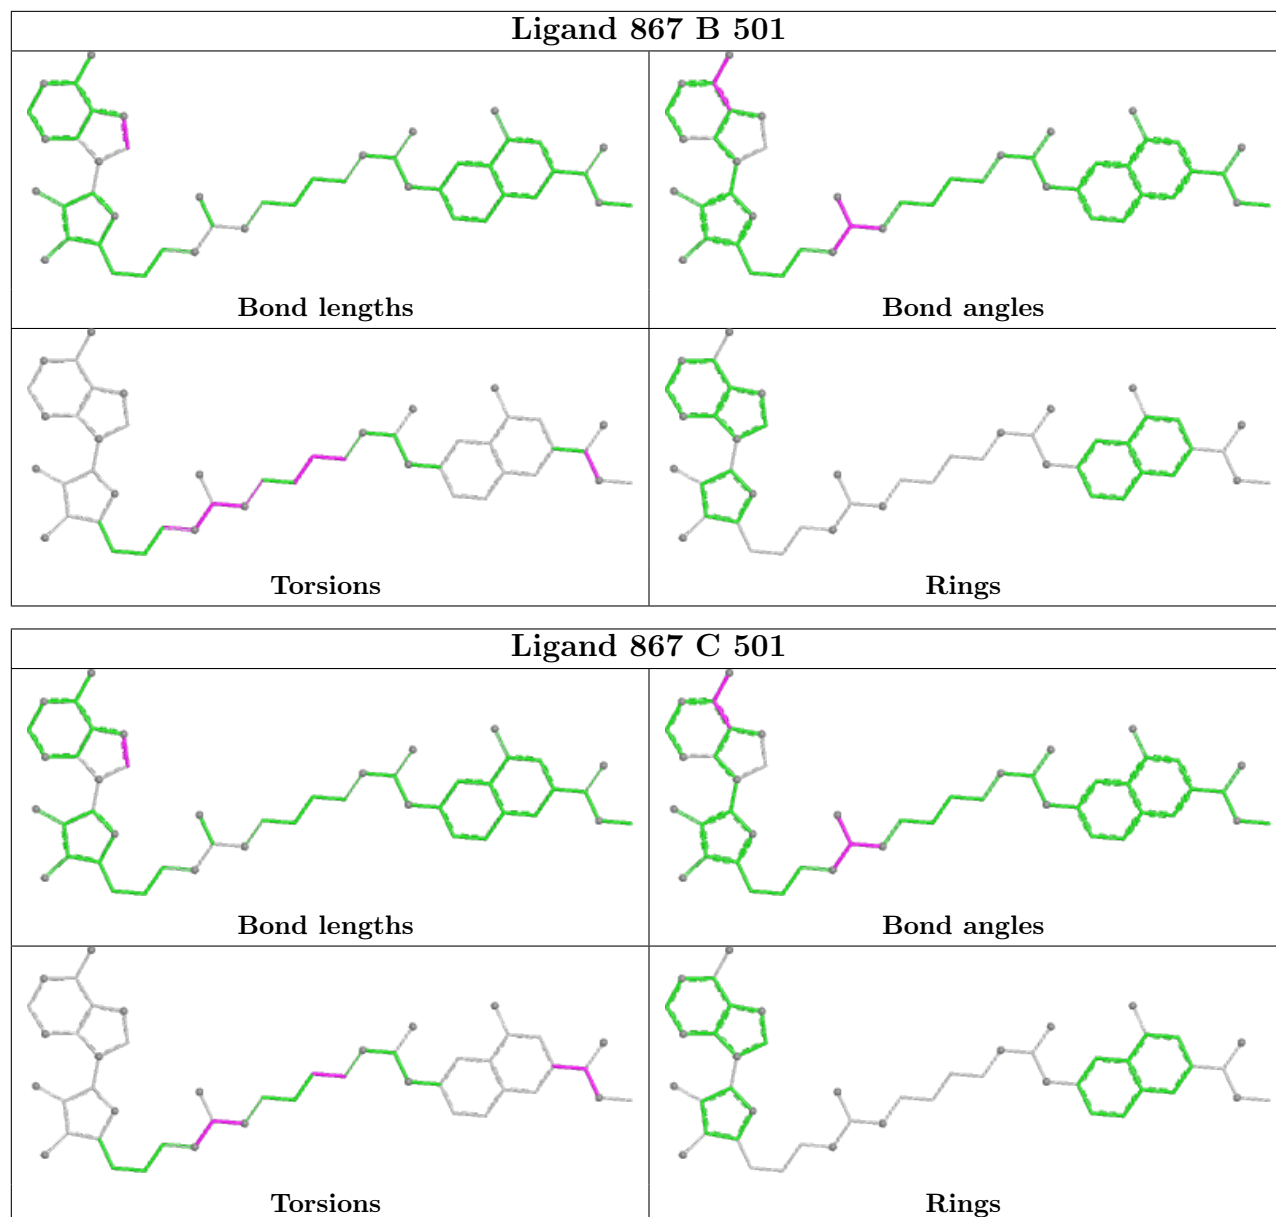 Ligand 867 B 501
Bond lengths
Bond angles
Torsions
Rings
Ligand 867 C 501
Bond lengths
Bond angles
Torsions
Rings